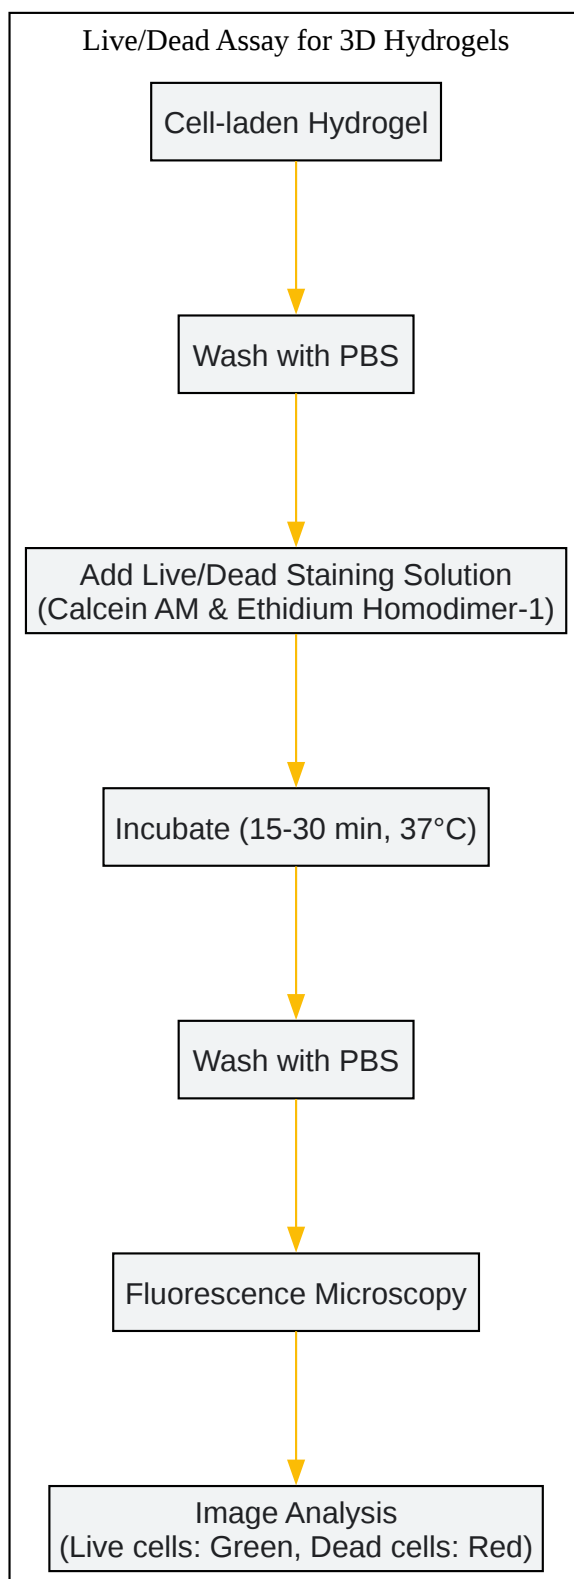 Live/Dead Assay for 3D Hydrogels
Cell-laden Hydrogel
Wash with PBS
Add Live/Dead Staining Solution
(Calcein AM & Ethidium Homodimer-1)
Incubate (15-30 min, 37°C)
Wash with PBS
Fluorescence Microscopy
Image Analysis
(Live cells: Green, Dead cells: Red)